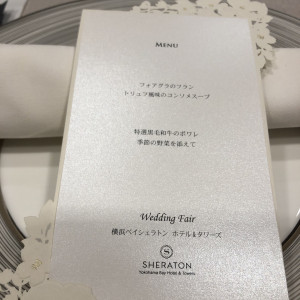 MENU
フォアグラのフラン
トリュフ風味のコンソメスープ
特選黒毛和牛のポワレ
季節の野菜を添えて
Wedding Fair
横浜ベイシェラトン ホテル&タワーズ
S
SHERATON
Yokohama Bay Hotel & Towers